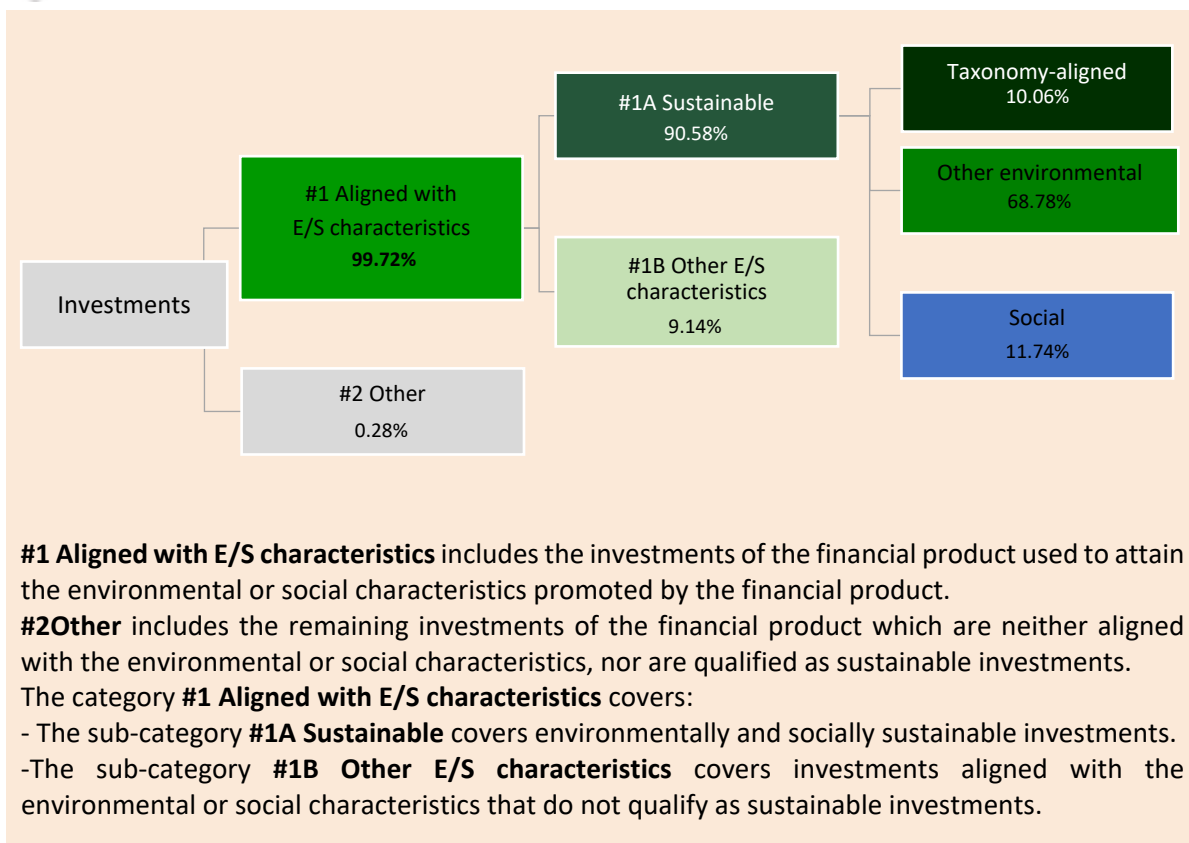 Investments
#1 Aligned with
E/S characteristics
99.72%
#2 Other
0.28%
#1A Sustainable
90.58%
#1B Other E/S
characteristics
9.14%
Taxonomy-aligned
10.06%
Other environmental
68.78%
Social
11.74%
#1 Aligned with E/S characteristics includes the investments of the financial product used to attain
the environmental or social characteristics promoted by the financial product.
#2Other includes the remaining investments of the financial product which are neither aligned
with the environmental or social characteristics, nor are qualified as sustainable investments.
The category #1 Aligned with E/S characteristics covers:
- The sub-category #1A Sustainable covers environmentally and socially sustainable investments.
-The sub-category #1B Other E/S characteristics covers investments aligned with the
environmental or social characteristics that do not qualify as sustainable investments.